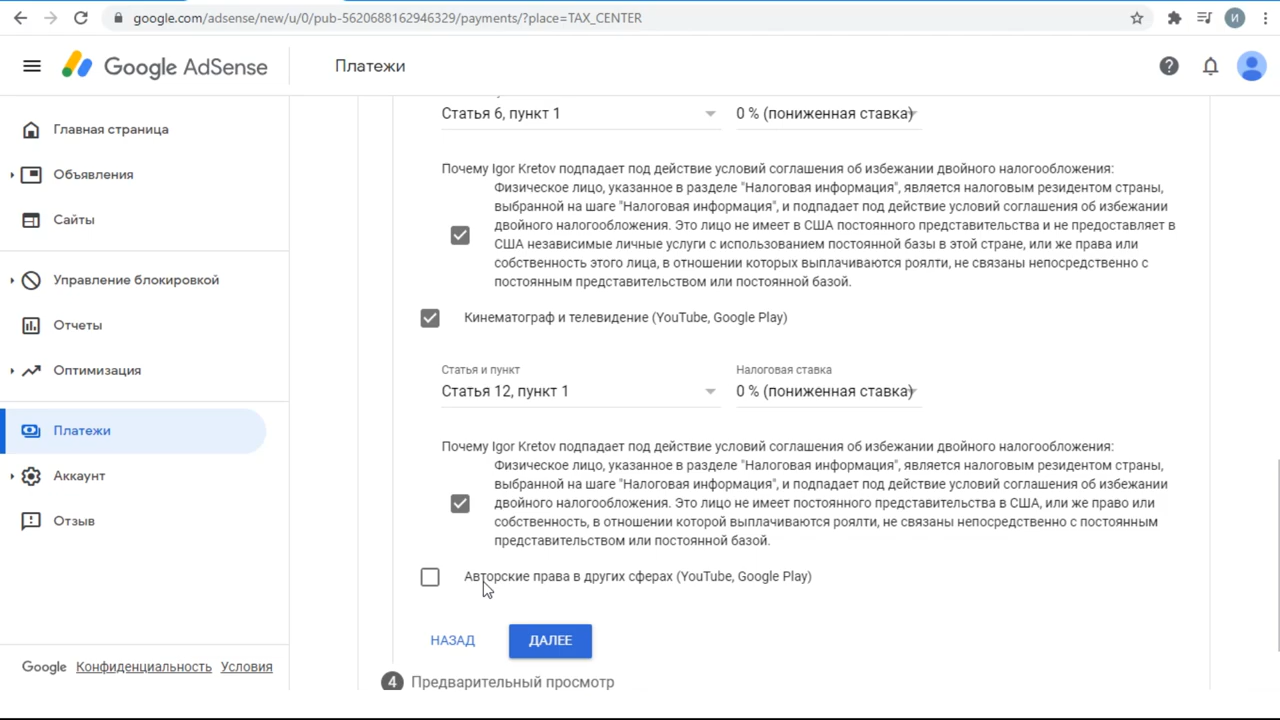 google.com/adsense/new/u/0/pub-5620688162946329/payments/?place=TAX_CENTER
И
Google AdSense
Платежи
Главная страница
Объявления
Сайты
Управление блокировкой
Отчеты
Оптимизация
Платежи
Аккаунт
Отзыв
Google Конфиденциальность Условия
Статья 6, пункт 1 0 % (пониженная ставка)
Почему Igor Kretov подпадает под действие условий соглашения об избежании двойного налогообложения:
Физическое лицо, указанное в разделе "Налоговая информация", является налоговым резидентом страны,
выбранной на шаге "Налоговая информация", и подпадает под действие условий соглашения об избежании
двойного налогообложения. Это лицо не имеет в США постоянного представительства и не предоставляет в
США независимые личные услуги с использованием постоянной базы в этой стране, или же права или
собственность этого лица, в отношении которых выплачиваются роялти, не связаны непосредственно с
постоянным представительством или постоянной базой.
Кинематограф и телевидение (YouTube, Google Play)
Статья и пункт Налоговая ставка
Статья 12, пункт 1 0 % (пониженная ставка)
Почему Igor Kretov подпадает под действие условий соглашения об избежании двойного налогообложения:
Физическое лицо, указанное в разделе "Налоговая информация", является налоговым резидентом страны,
выбранной на шаге "Налоговая информация", и подпадает под действие условий соглашения об избежании
двойного налогообложения. Это лицо не имеет постоянного представительства в США, или же право или
собственность, в отношении которой выплачиваются роялти, не связаны непосредственно с постоянным
представительством или постоянной базой.
Авторские права в других сферах (YouTube, Google Play)
НАЗАД ДАЛЕЕ
4 Предварительный просмотр